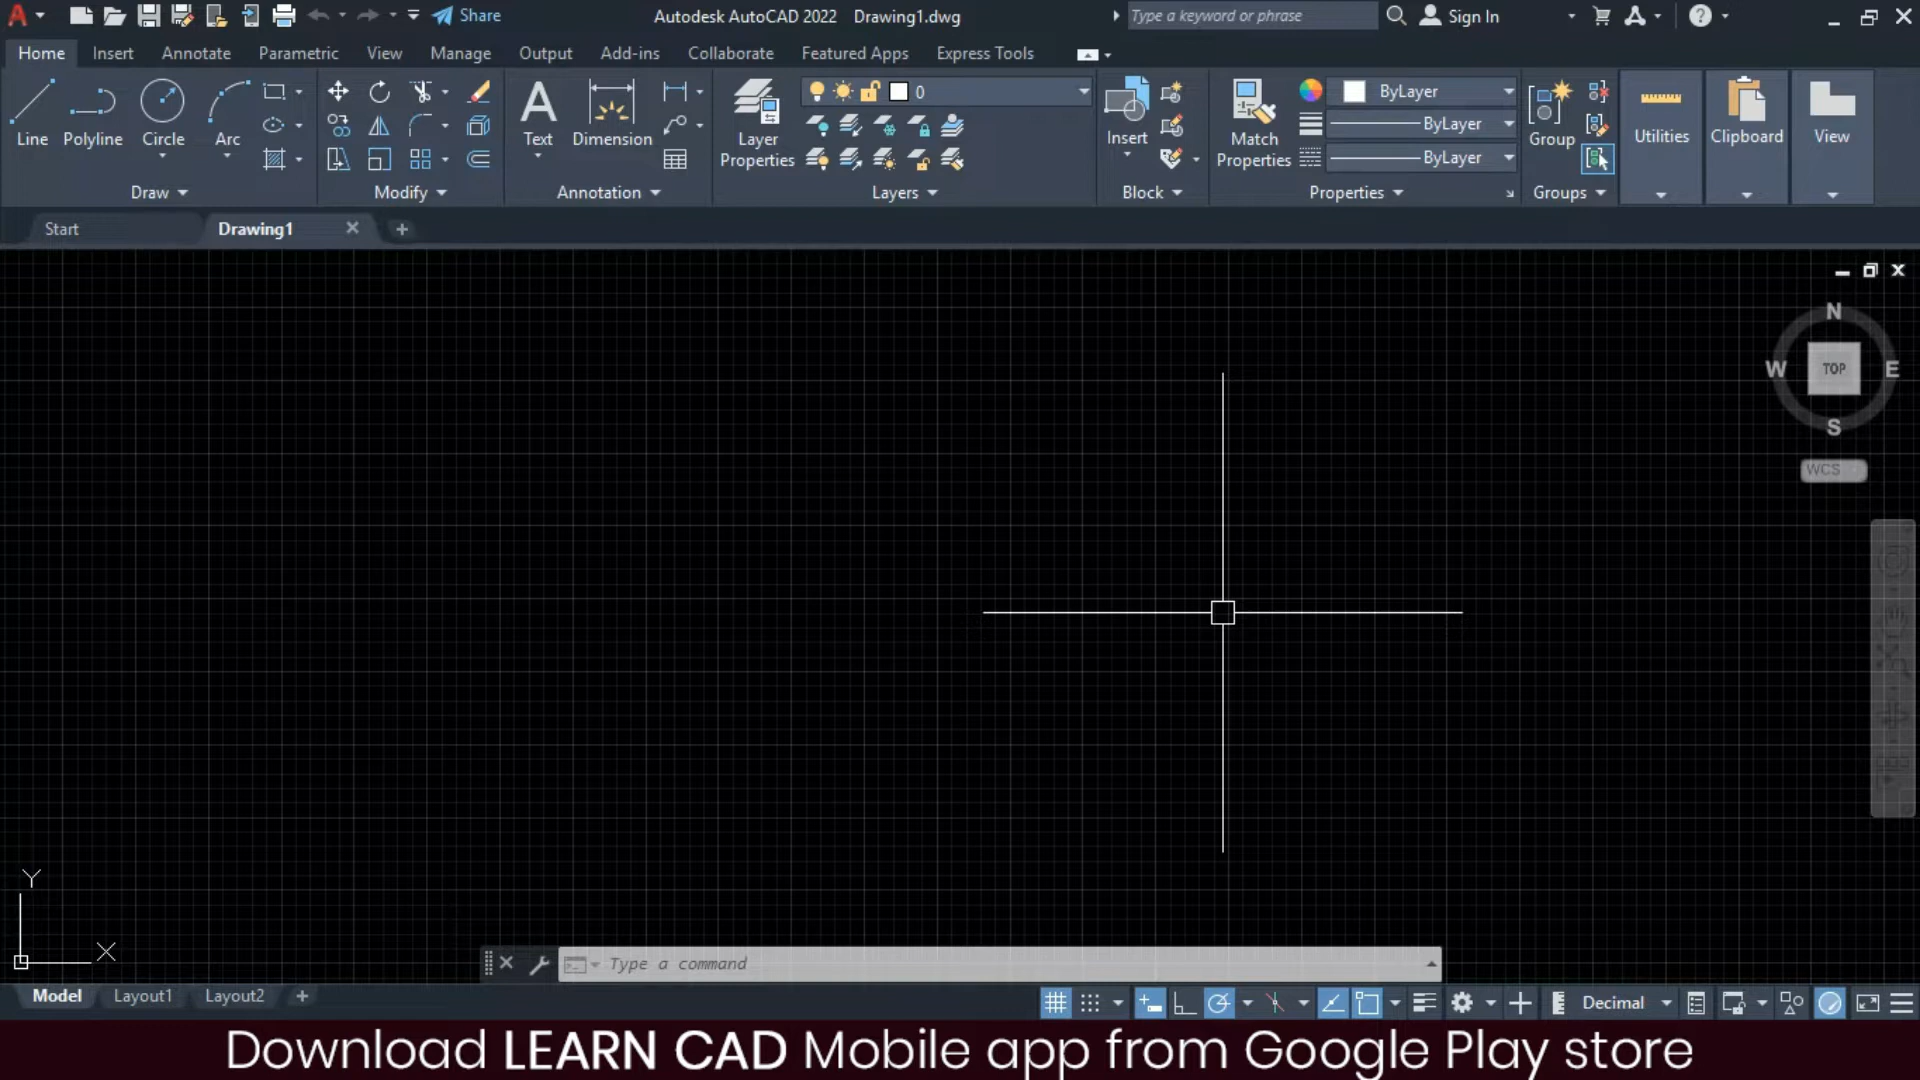 Share
Autodesk AutoCAD 2022 Drawing1.dwg
Type a keyword or phrase
Sign In
Home Insert Annotate Parametric View Manage Output Add-ins Collaborate Featured Apps Express Tools
Line Polyline Circle Arc
Draw
Modify
Text Dimension
Annotation
Layer Properties
0
Layers
Insert
Block
Match Properties
ByLayer
ByLayer
ByLayer
Properties
Group
Groups
Utilities
Clipboard
View
Start Drawing1
N
W TOP E
S
WCS
Y
X
Type a command
Model Layout1 Layout2
Decimal
Download LEARN CAD Mobile app from Google Play store